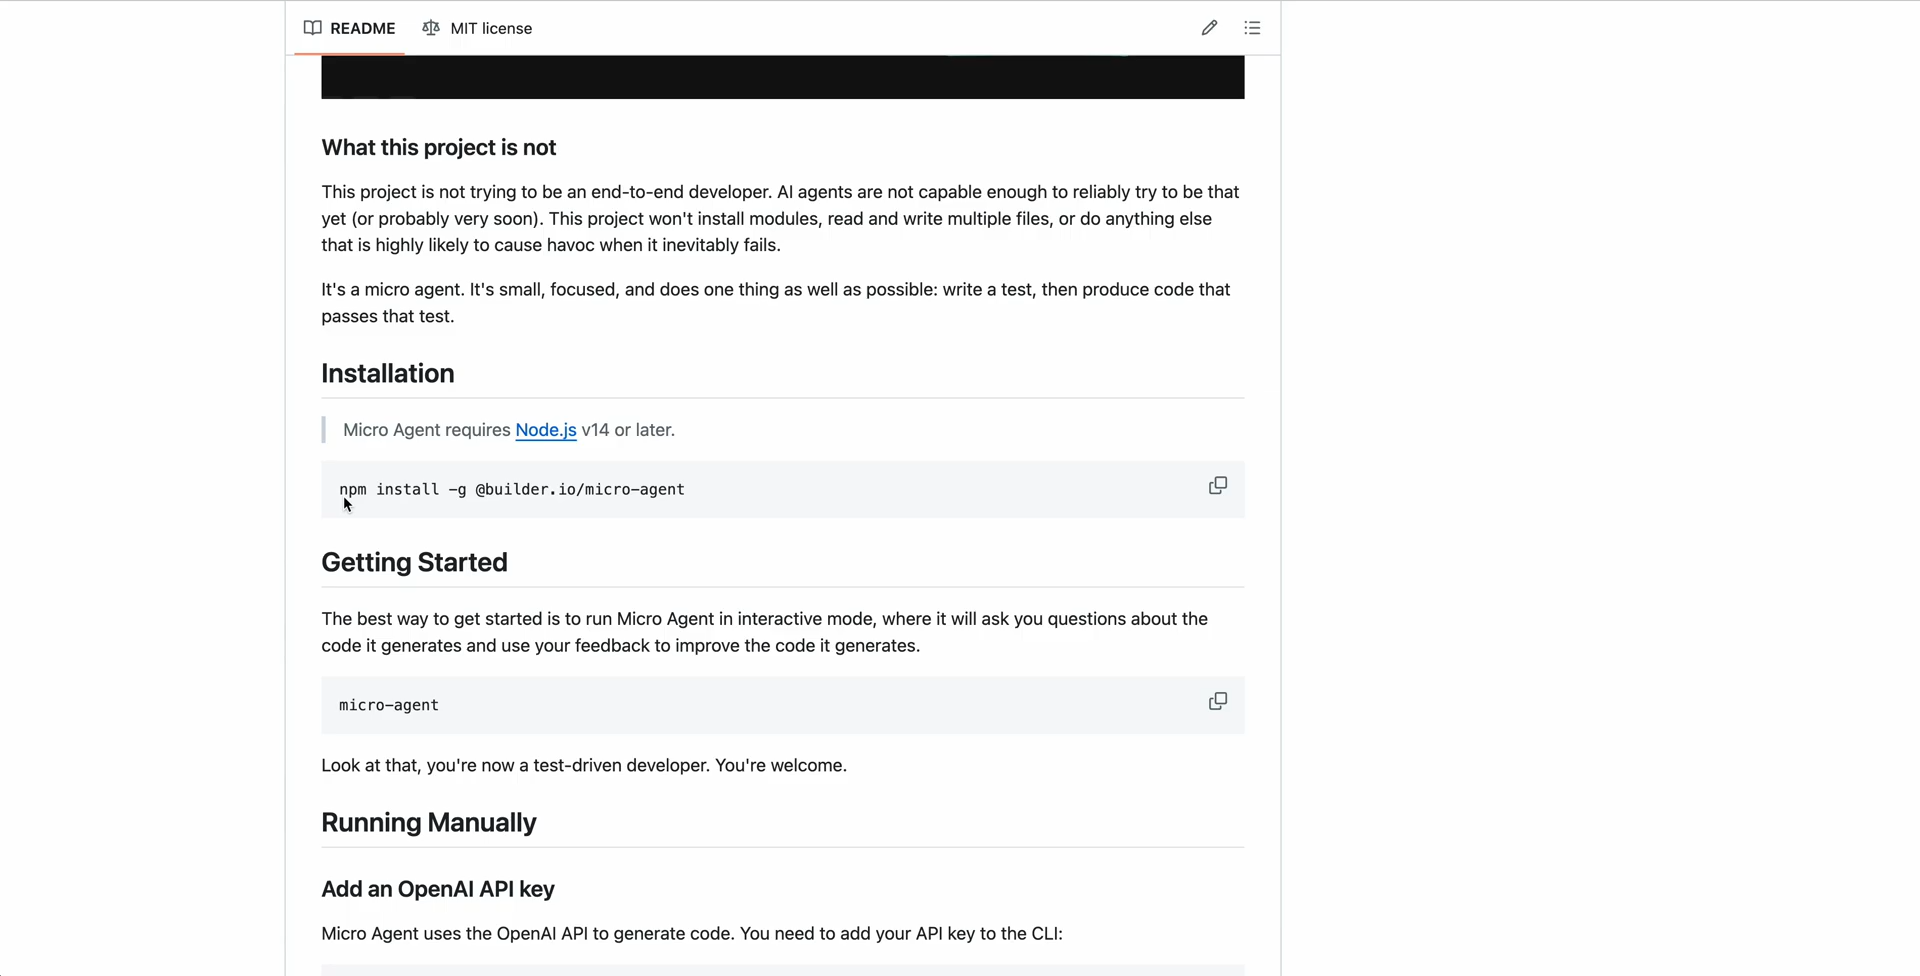 README MIT license
What this project is not
This project is not trying to be an end-to-end developer. AI agents are not capable enough to reliably try to be that
yet (or probably very soon). This project won't install modules, read and write multiple files, or do anything else
that is highly likely to cause havoc when it inevitably fails.
It's a micro agent. It's small, focused, and does one thing as well as possible: write a test, then produce code that
passes that test.
Installation
Micro Agent requires Node.js v14 or later.
npm install -g @builder.io/micro-agent
Getting Started
The best way to get started is to run Micro Agent in interactive mode, where it will ask you questions about the
code it generates and use your feedback to improve the code it generates.
micro-agent
Look at that, you're now a test-driven developer. You're welcome.
Running Manually
Add an OpenAI API key
Micro Agent uses the OpenAI API to generate code. You need to add your API key to the CLI: